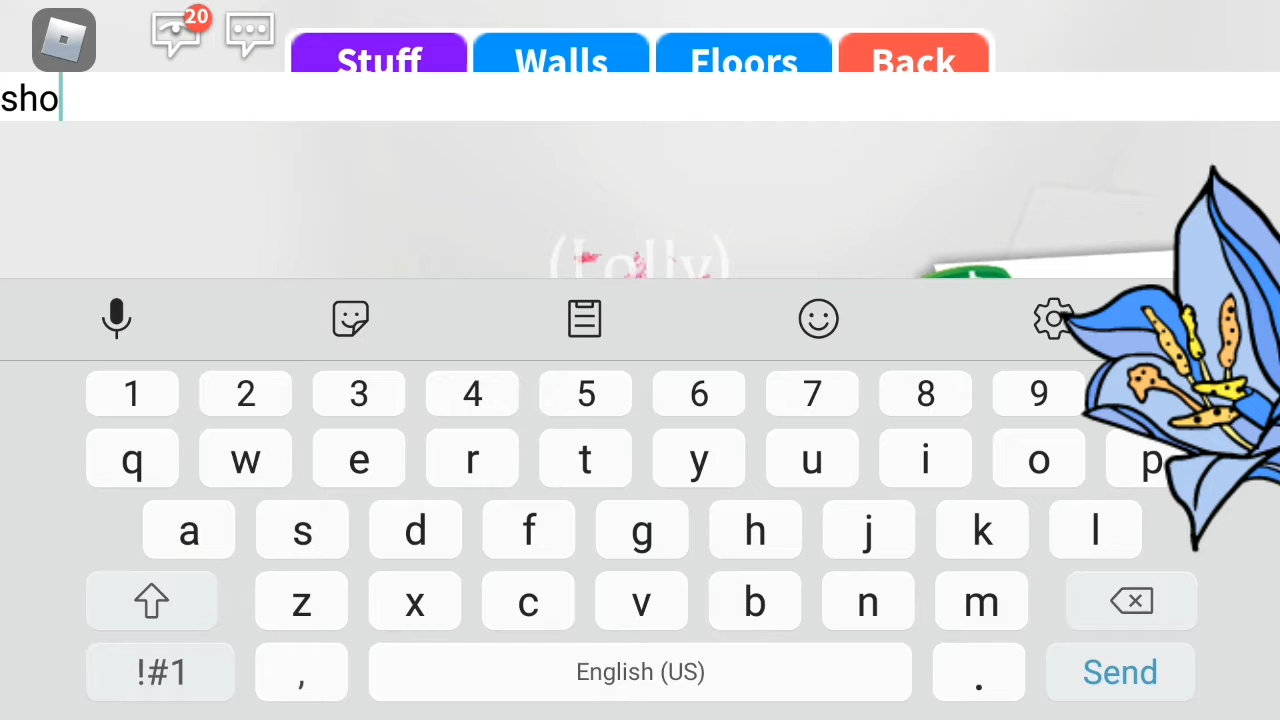 20
Stuff Walls Floors Back
sho
(Lolly)
1 2 3 4 5 6 7 8 9
q w e r t y u i o p
a s d f g h j k l
z x c v b n m
!#1 , English (US) . Send